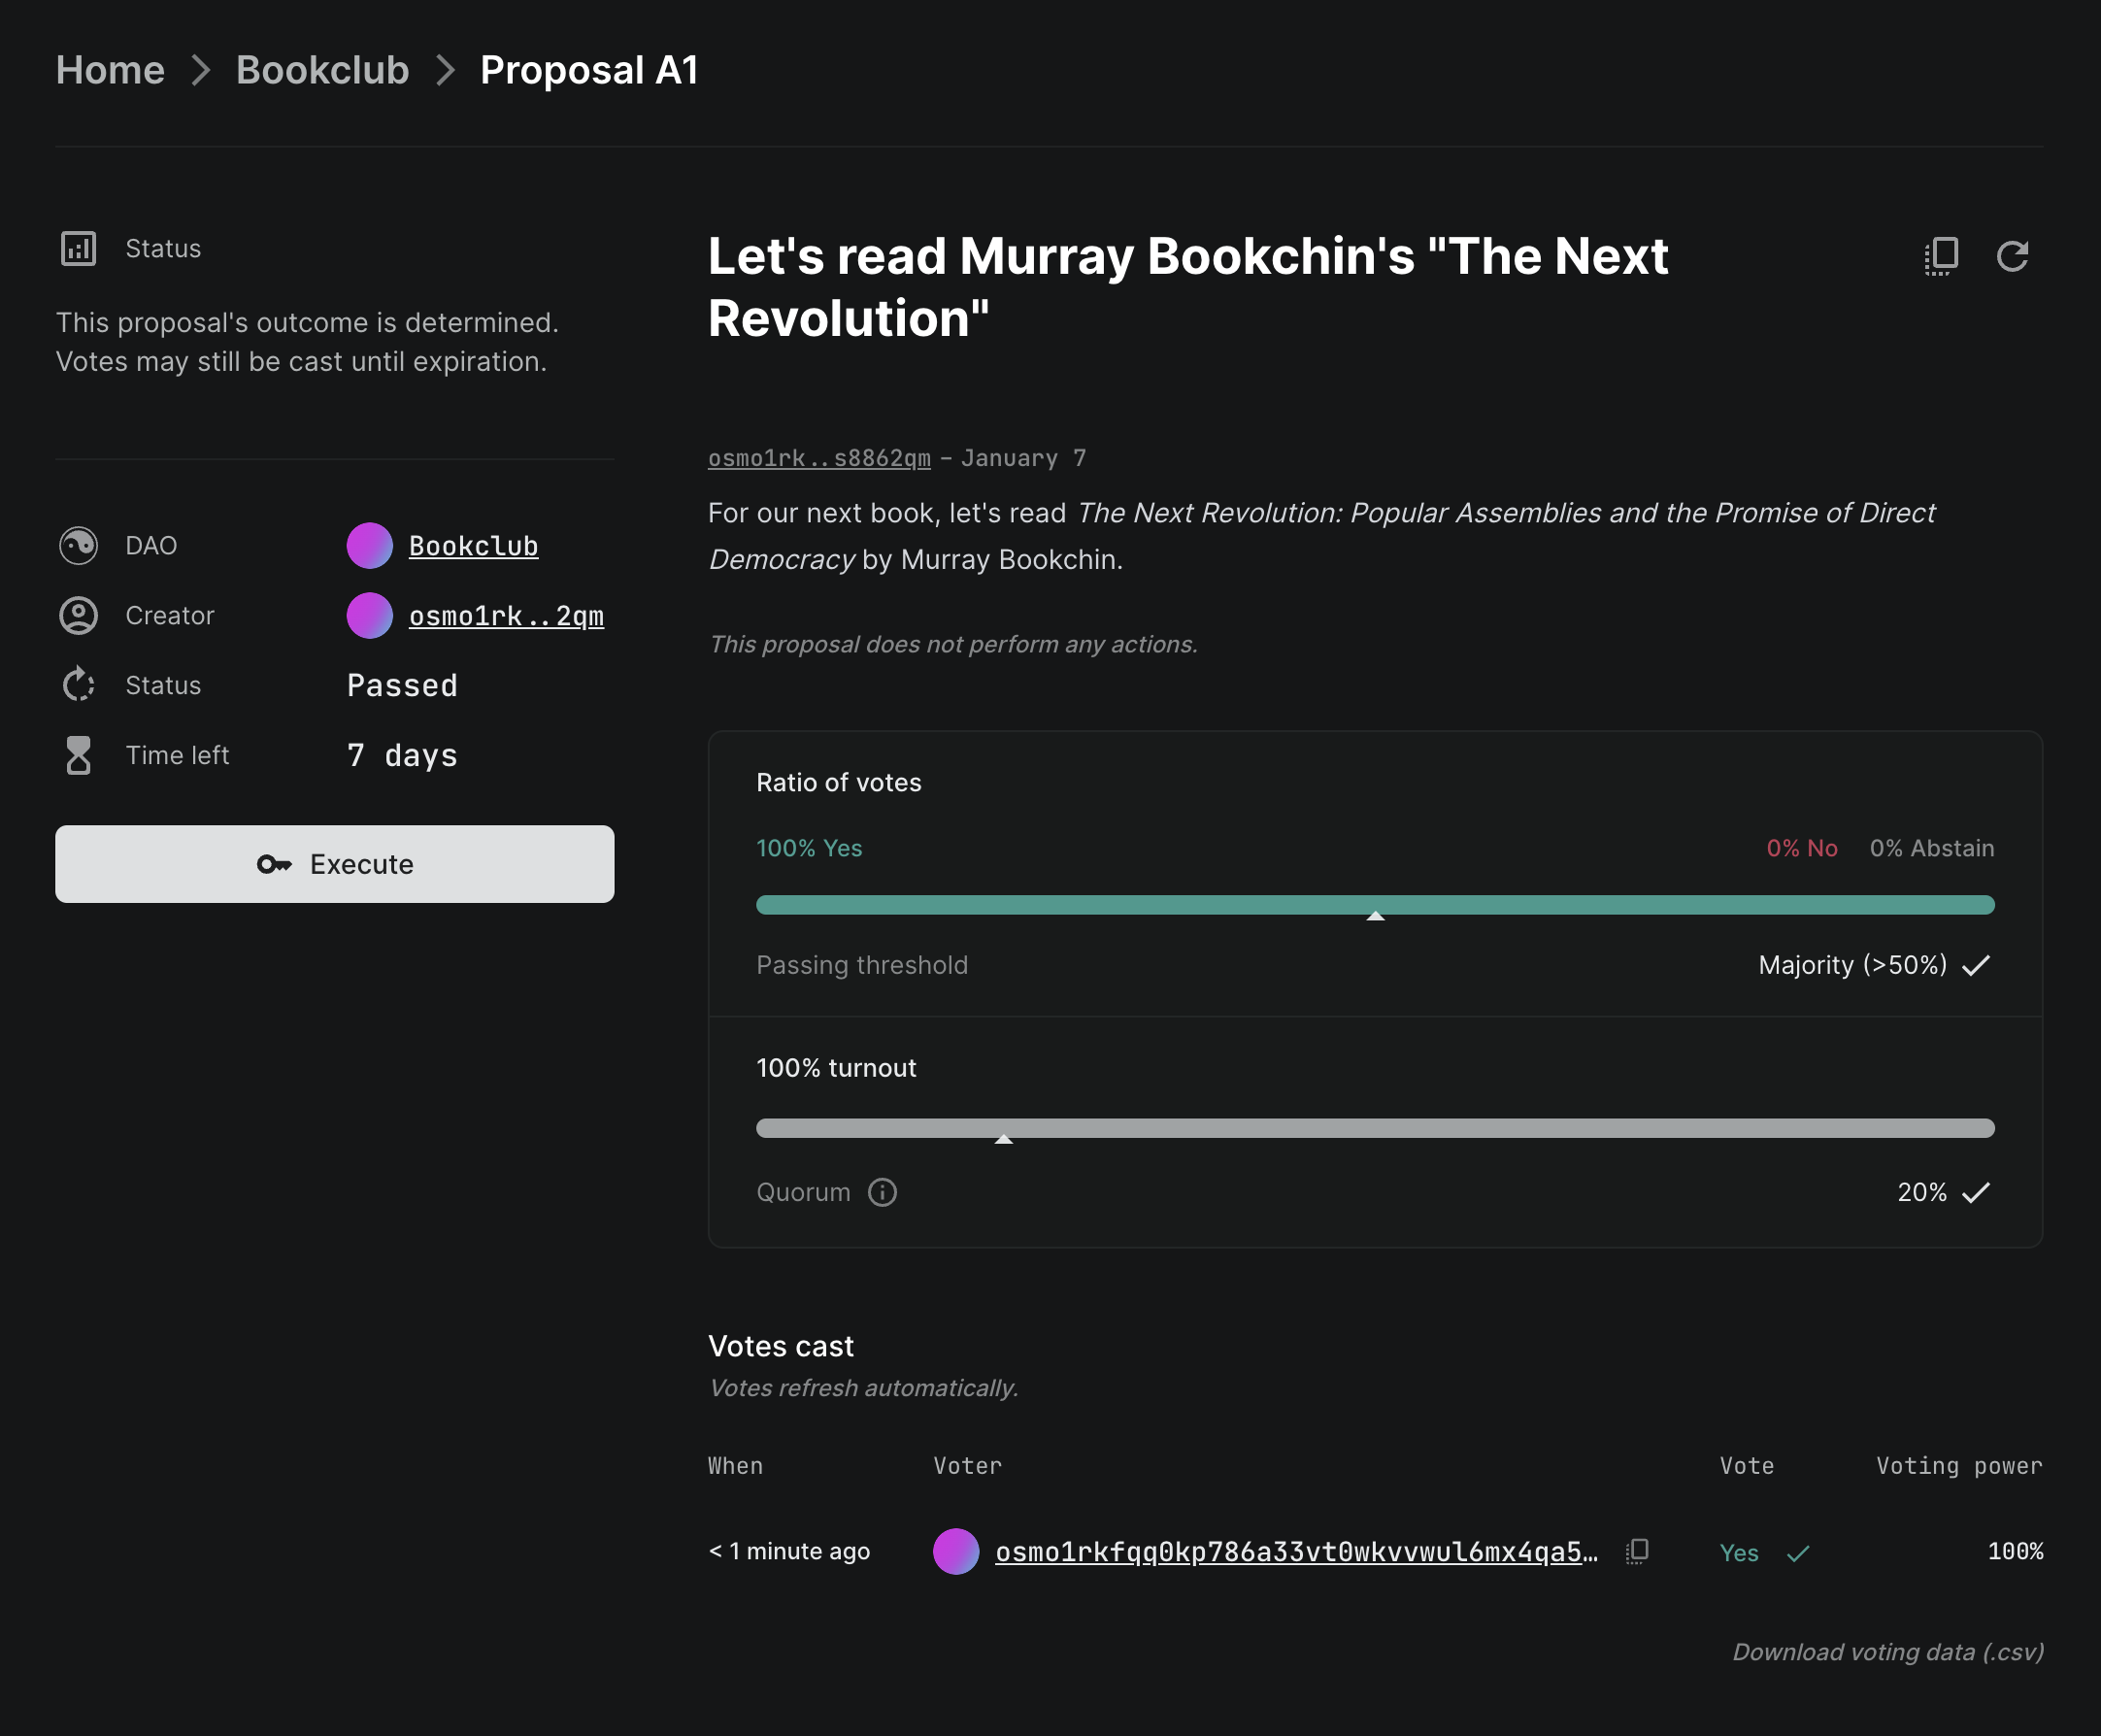 Home > Bookclub > Proposal A1
Status
This proposal's outcome is determined.
Votes may still be cast until expiration.
DAO Bookclub
Creator osmo1rk..2qm
Status Passed
Time left 7 days
Execute
Let's read Murray Bookchin's "The Next
Revolution"
osmo1rk..s8862qm – January 7
For our next book, let's read The Next Revolution: Popular Assemblies and the Promise of Direct
Democracy by Murray Bookchin.
This proposal does not perform any actions.
Ratio of votes
100% Yes 0% No 0% Abstain
Passing threshold Majority (>50%)
100% turnout
Quorum 20%
Votes cast
Votes refresh automatically.
When Voter Vote Voting power
< 1 minute ago osmo1rkfqq0kp786a33vt0wkvvwul6mx4qa5… Yes 100%
Download voting data (.csv)